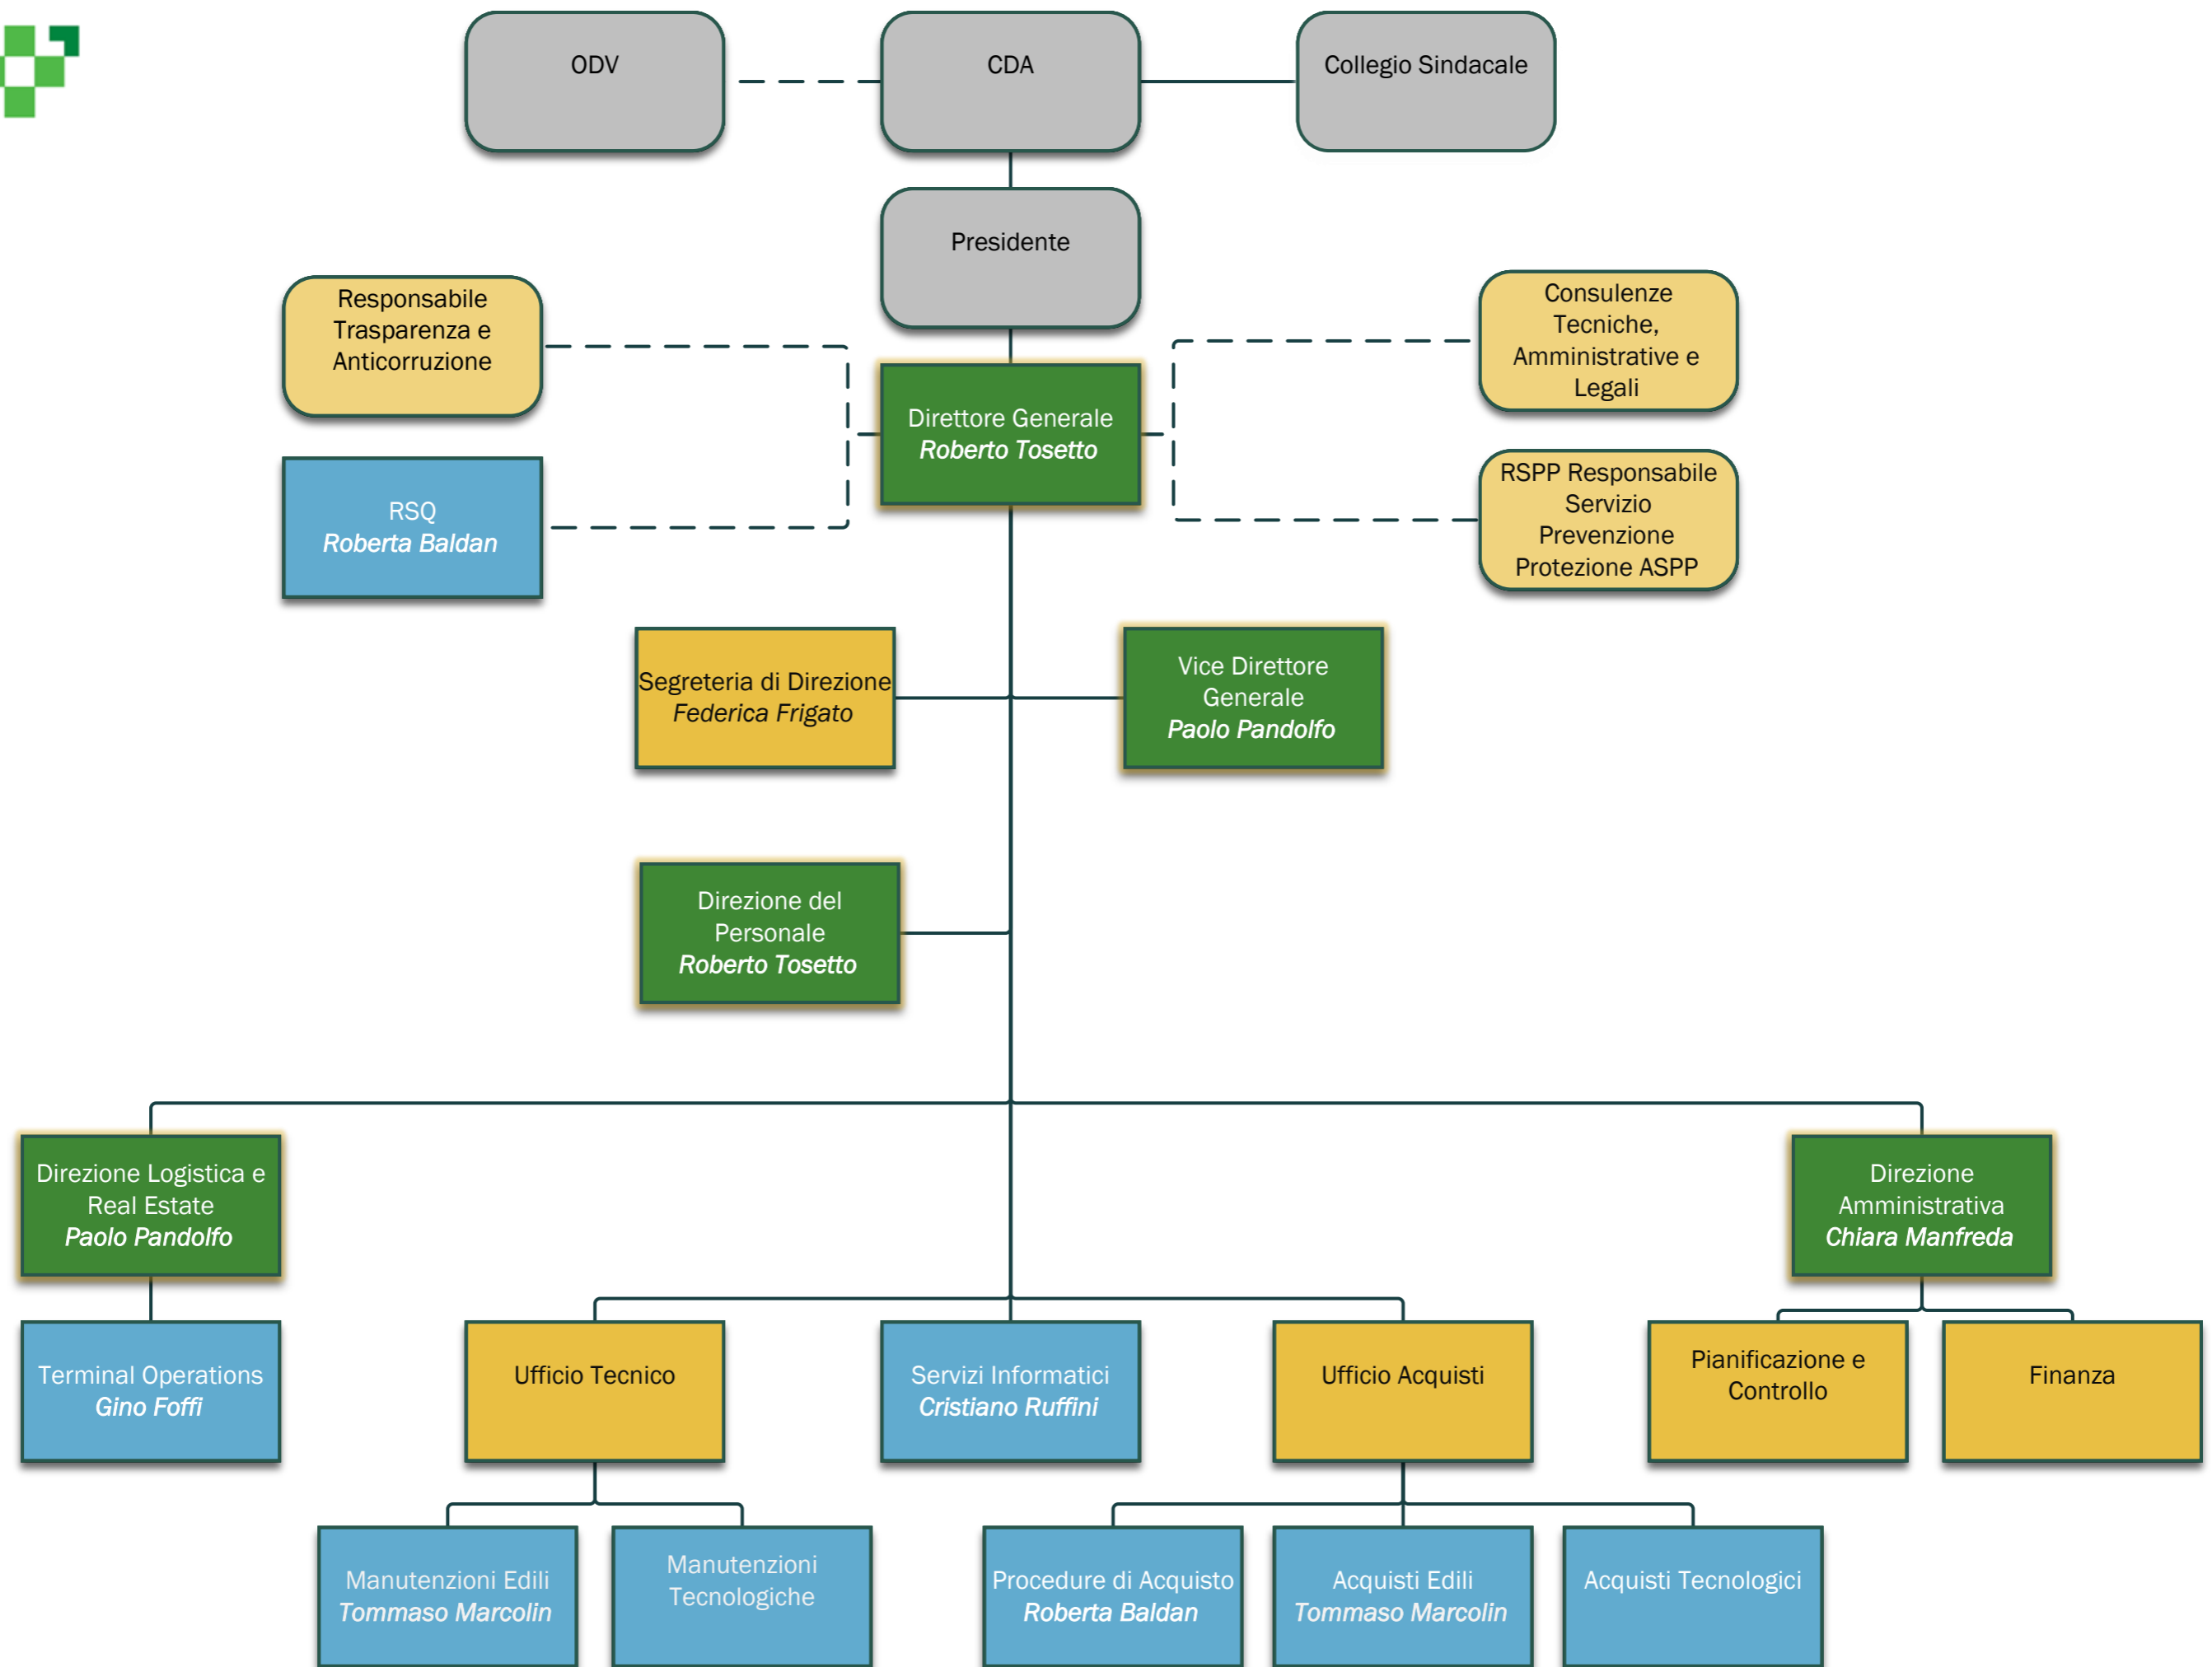 ODV
CDA
Collegio Sindacale
Presidente
Responsabile
Trasparenza e
Anticorruzione
Consulenze
Tecniche,
Amministrative e
Legali
Direttore Generale
Roberto Tosetto
RSQ
Roberta Baldan
RSPP Responsabile
Servizio
Prevenzione
Protezione ASPP
Segreteria di Direzione
Federica Frigato
Vice Direttore
Generale
Paolo Pandolfo
Direzione del
Personale
Roberto Tosetto
Direzione Logistica e
Real Estate
Paolo Pandolfo
Direzione
Amministrativa
Chiara Manfreda
Terminal Operations
Gino Foffi
Ufficio Tecnico
Servizi Informatici
Cristiano Ruffini
Ufficio Acquisti
Pianificazione e
Controllo
Finanza
Manutenzioni Edili
Tommaso Marcolin
Manutenzioni
Tecnologiche
Procedure di Acquisto
Roberta Baldan
Acquisti Edili
Tommaso Marcolin
Acquisti Tecnologici